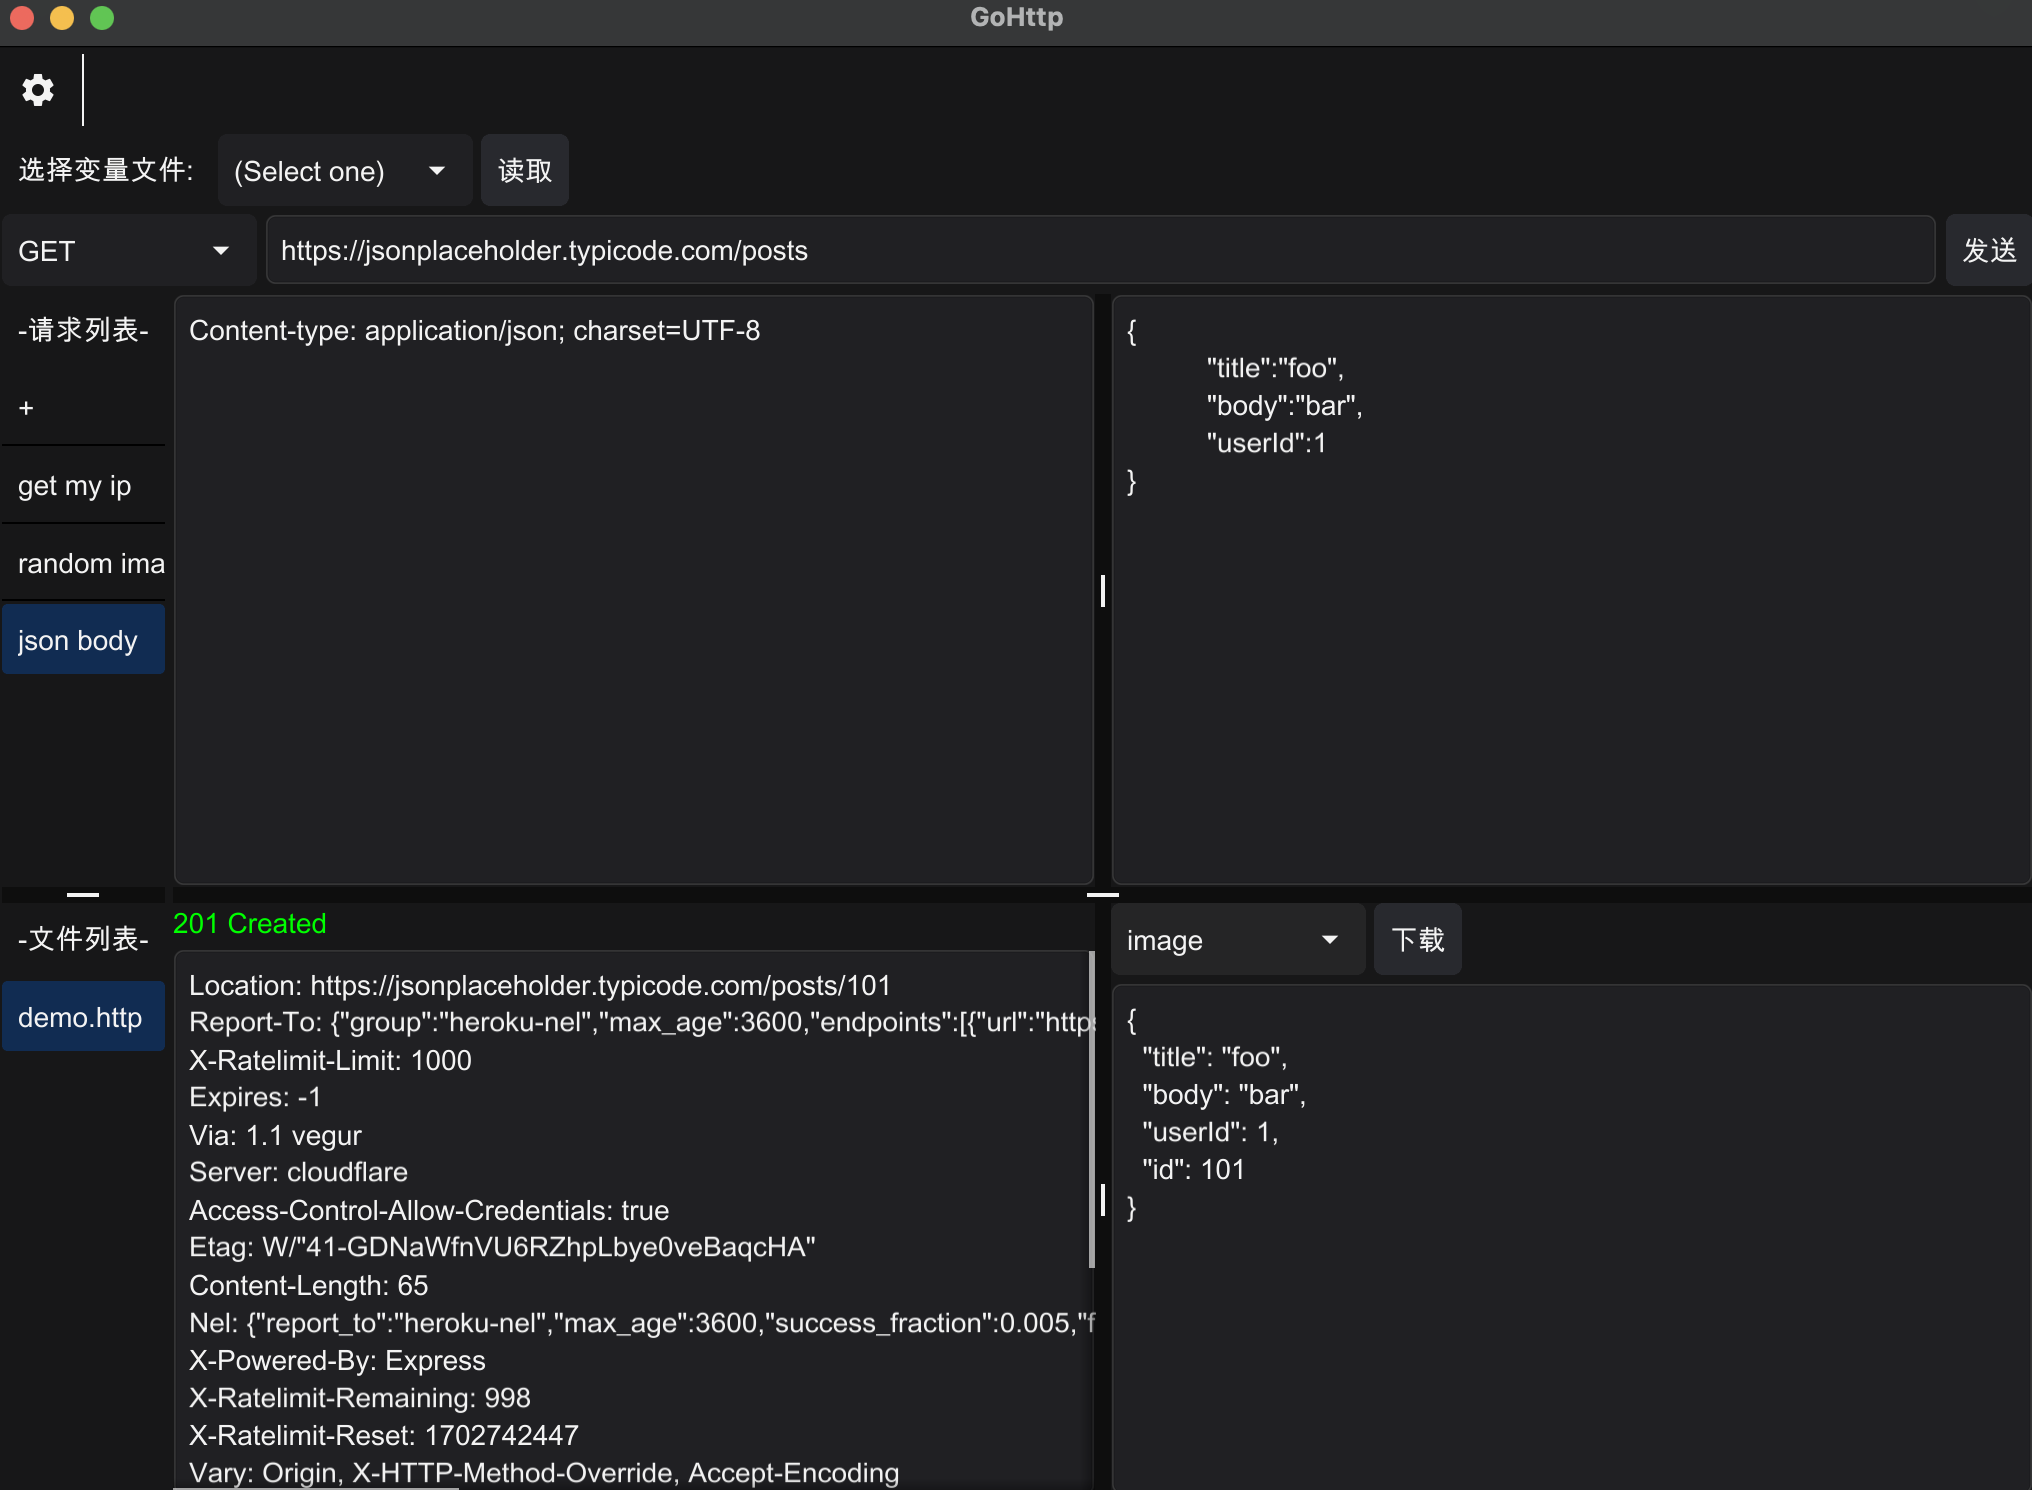 GoHttp
选择变量文件: (Select one) 读取
GET https://jsonplaceholder.typicode.com/posts 发送
-请求列表-
+
get my ip
random ima
json body
Content-type: application/json; charset=UTF-8
{
"title":"foo",
"body":"bar",
"userId":1
}
-文件列表-
demo.http
201 Created
Location: https://jsonplaceholder.typicode.com/posts/101
Report-To: {"group":"heroku-nel","max_age":3600,"endpoints":[{"url":"https
X-Ratelimit-Limit: 1000
Expires: -1
Via: 1.1 vegur
Server: cloudflare
Access-Control-Allow-Credentials: true
Etag: W/"41-GDNaWfnVU6RZhpLbye0veBaqcHA"
Content-Length: 65
Nel: {"report_to":"heroku-nel","max_age":3600,"success_fraction":0.005,"f
X-Powered-By: Express
X-Ratelimit-Remaining: 998
X-Ratelimit-Reset: 1702742447
Vary: Origin, X-HTTP-Method-Override, Accept-Encoding
image 下载
{
"title": "foo",
"body": "bar",
"userId": 1,
"id": 101
}